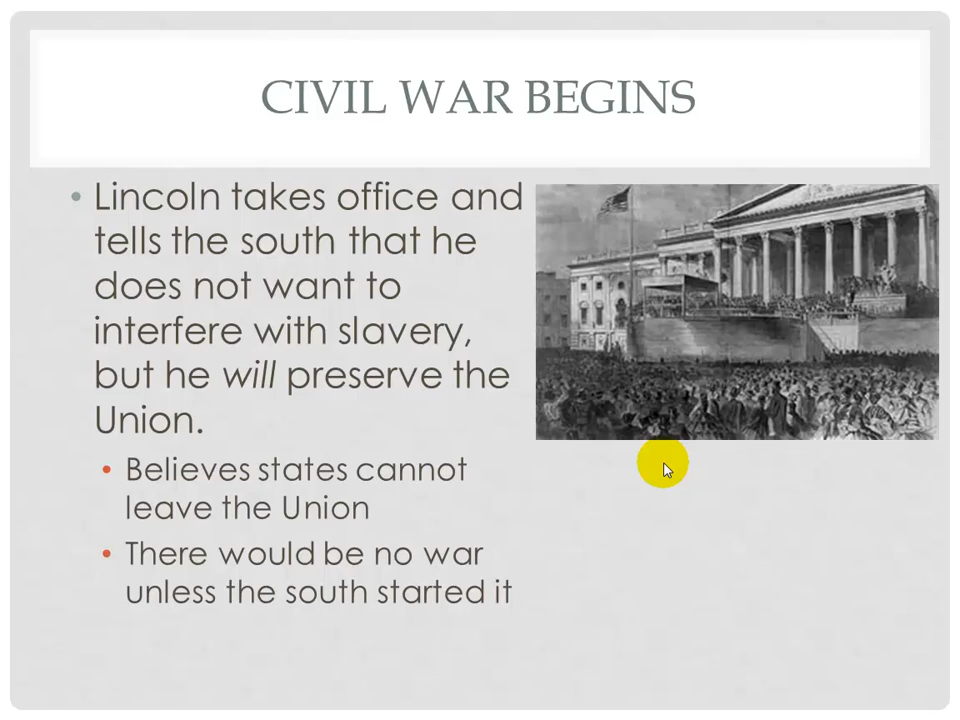 CIVIL WAR BEGINS
• Lincoln takes office and
tells the south that he
does not want to
interfere with slavery,
but he will preserve the
Union.
• Believes states cannot
leave the Union
• There would be no war
unless the south started it